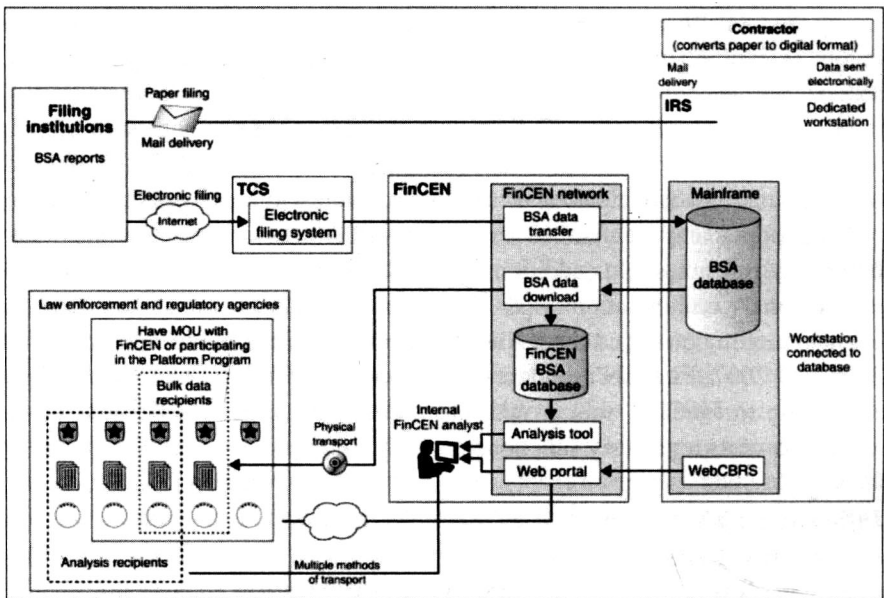 Contractor
(converts paper to digital format)
Mail
delivery
Data sent
electronically
Filing
institutions
BSA reports
Paper filing
Mail delivery
IRS
Dedicated
workstation
Electronic filing
Internet
TCS
Electronic
filing system
FinCEN
FinCEN network
BSA data
transfer
Mainframe
BSA
database
BSA data
download
FinCEN
BSA
database
Workstation
connected to
database
Law enforcement and regulatory agencies
Have MOU with
FinCEN or participating
in the Platform Program
Bulk data
recipients
Physical
transport
Internal
FinCEN analyst
Analysis tool
Web portal
WebCBRS
Analysis recipients
Multiple methods
of transport